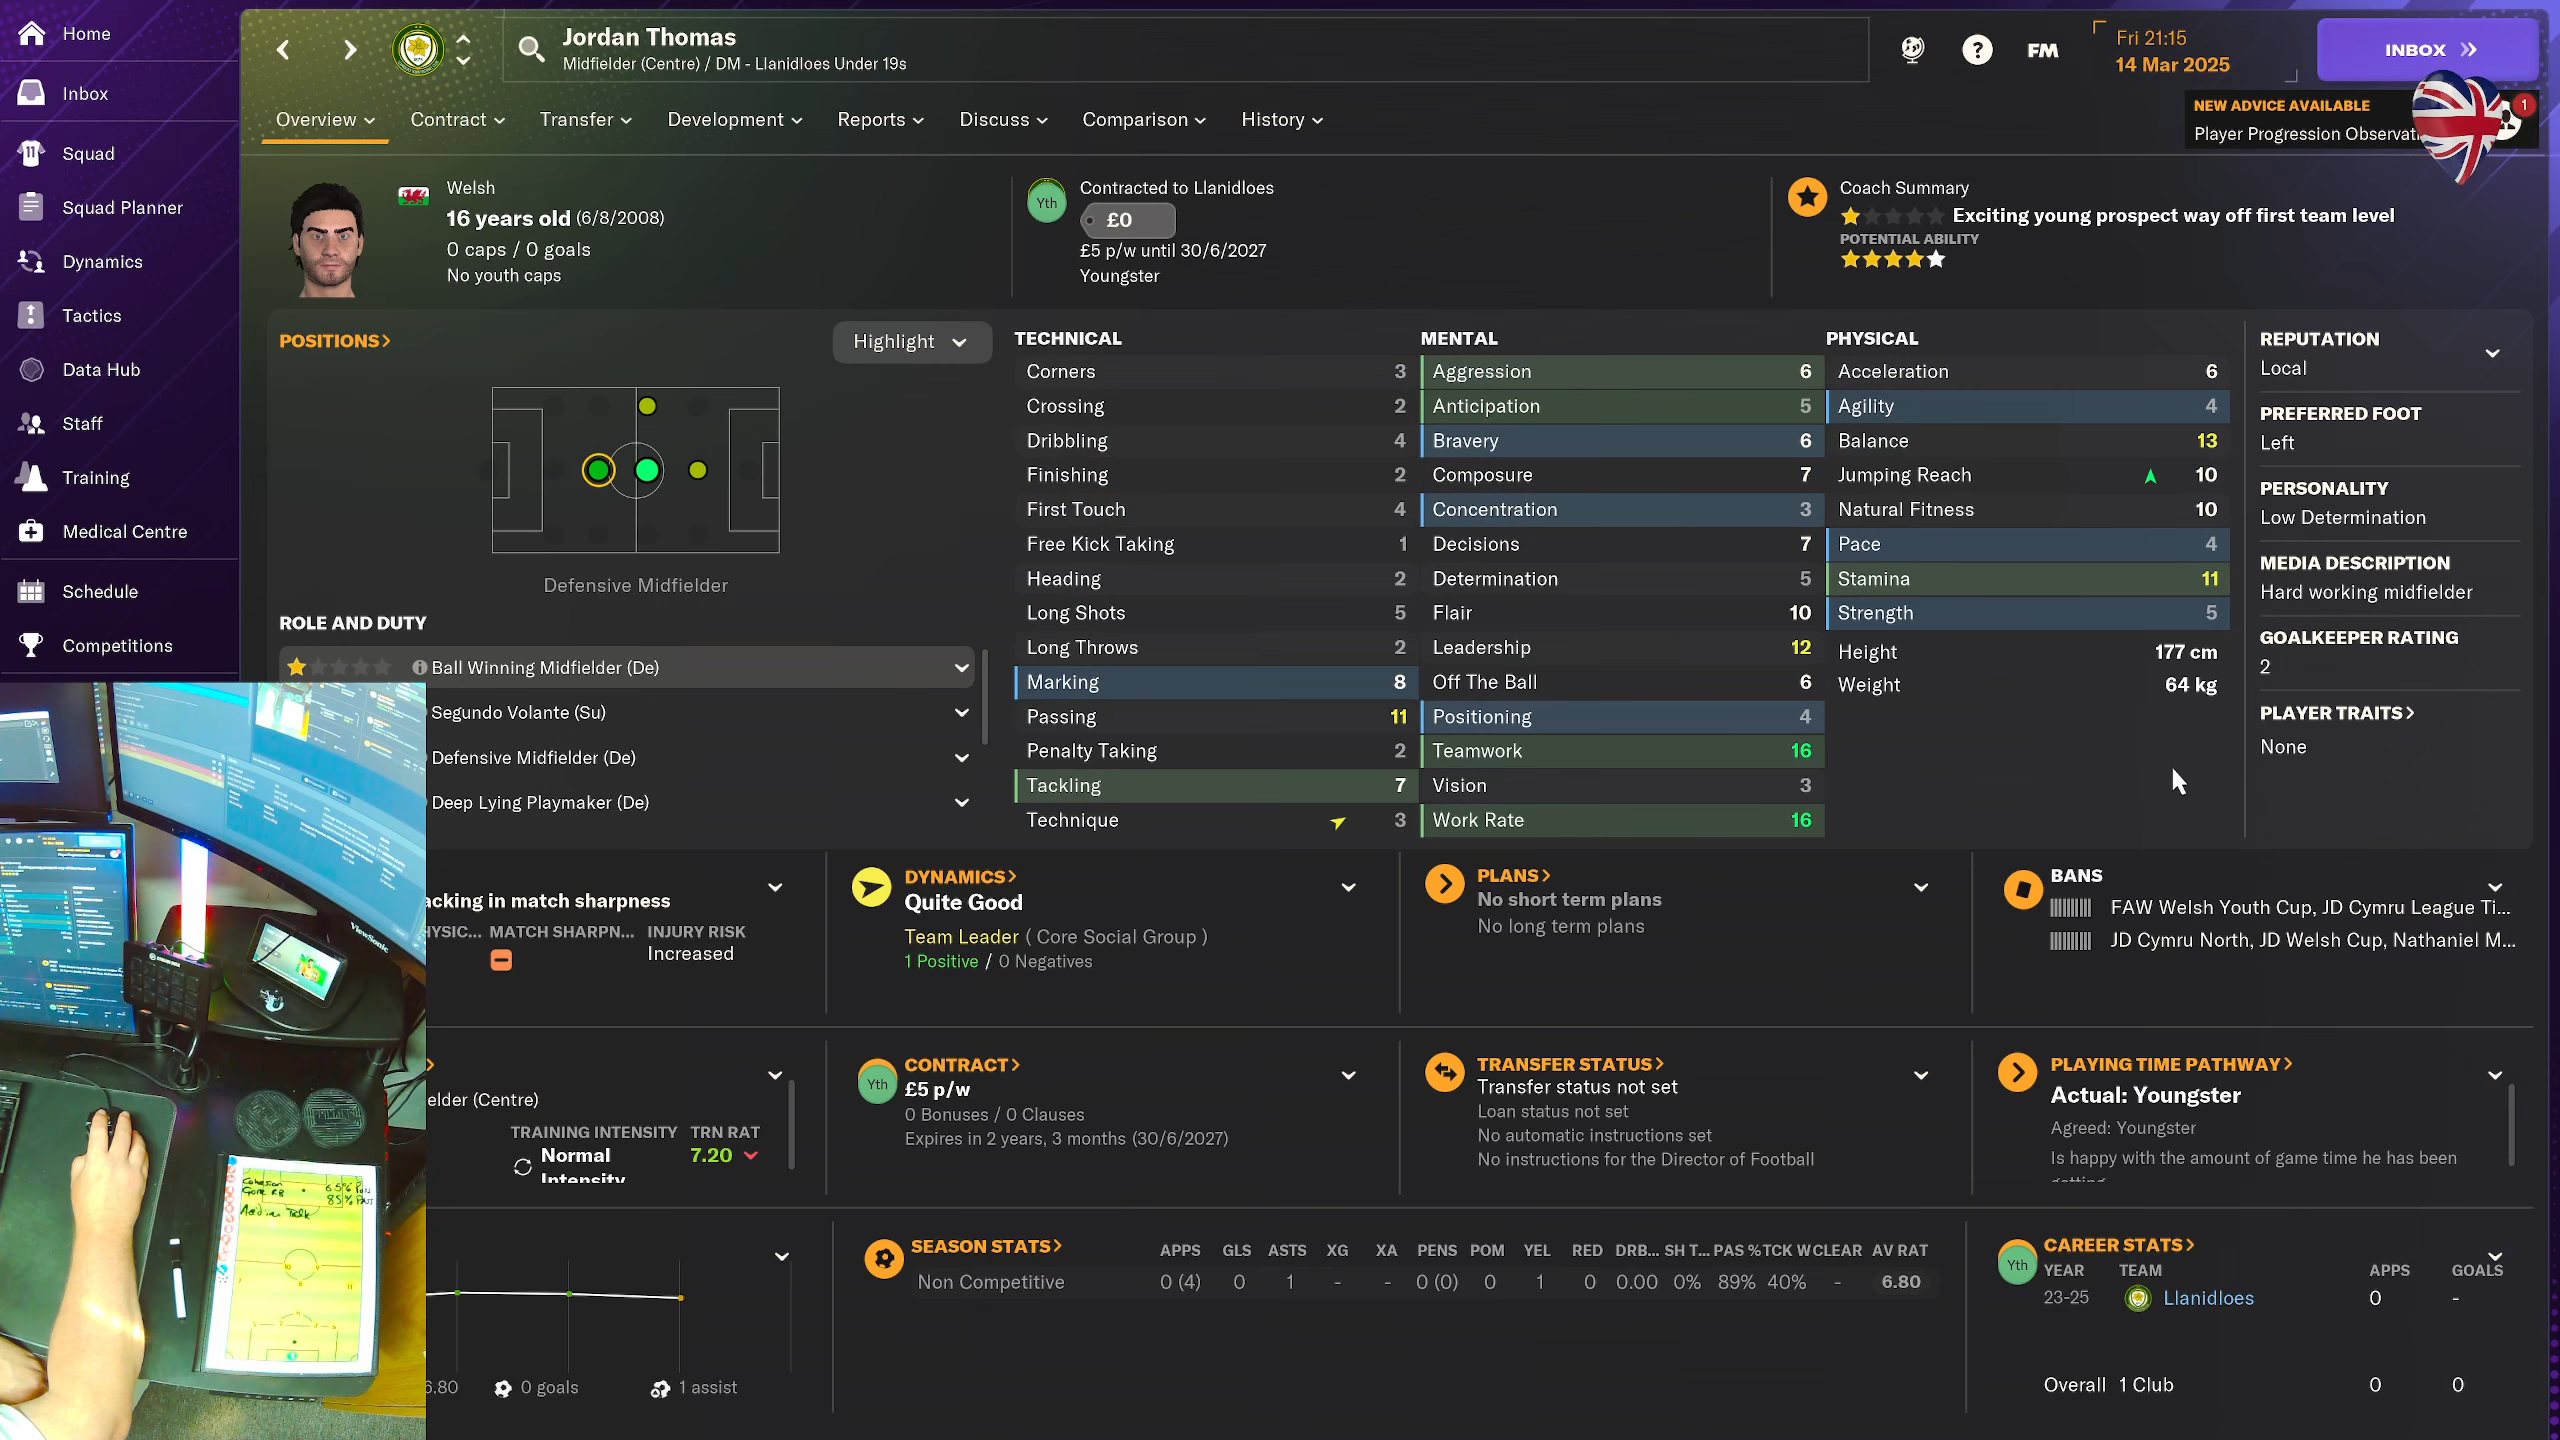 Home
Inbox
Squad
Squad Planner
Dynamics
Tactics
Data Hub
Staff
Training
Medical Centre
Schedule
Competitions
Jordan Thomas
Midfielder (Centre) / DM - Llanidloes Under 19s
FM
Fri 21:15
14 Mar 2025
INBOX
Overview
Contract
Transfer
Development
Reports
Discuss
Comparison
History
NEW ADVICE AVAILABLE
Player Progression Observat
1
Welsh
16 years old (6/8/2008)
0 caps / 0 goals
No youth caps
Yth
Contracted to Llanidloes
£0
£5 p/w until 30/6/2027
Youngster
Coach Summary
Exciting young prospect way off first team level
POTENTIAL ABILITY
POSITIONS
Highlight
Defensive Midfielder
ROLE AND DUTY
Ball Winning Midfielder (De)
Segundo Volante (Su)
Defensive Midfielder (De)
Deep Lying Playmaker (De)
TECHNICAL
Corners 3
Crossing 2
Dribbling 4
Finishing 2
First Touch 4
Free Kick Taking 1
Heading 2
Long Shots 5
Long Throws 2
Marking 8
Passing 11
Penalty Taking 2
Tackling 7
Technique 3
MENTAL
Aggression 6
Anticipation 5
Bravery 6
Composure 7
Concentration 3
Decisions 7
Determination 5
Flair 10
Leadership 12
Off The Ball 6
Positioning 4
Teamwork 16
Vision 3
Work Rate 16
PHYSICAL
Acceleration 6
Agility 4
Balance 13
Jumping Reach 10
Natural Fitness 10
Pace 4
Stamina 11
Strength 5
Height 177 cm
Weight 64 kg
REPUTATION
Local
PREFERRED FOOT
Left
PERSONALITY
Low Determination
MEDIA DESCRIPTION
Hard working midfielder
GOALKEEPER RATING
2
PLAYER TRAITS
None
acking in match sharpness
HYSIC... MATCH SHARPN... INJURY RISK
Increased
DYNAMICS
Quite Good
Team Leader ( Core Social Group )
1 Positive / 0 Negatives
PLANS
No short term plans
No long term plans
BANS
FAW Welsh Youth Cup, JD Cymru League Ti...
JD Cymru North, JD Welsh Cup, Nathaniel M...
elder (Centre)
TRAINING INTENSITY TRN RAT
Normal 7.20
Intensity
Yth
CONTRACT
£5 p/w
0 Bonuses / 0 Clauses
Expires in 2 years, 3 months (30/6/2027)
TRANSFER STATUS
Transfer status not set
Loan status not set
No automatic instructions set
No instructions for the Director of Football
PLAYING TIME PATHWAY
Actual: Youngster
Agreed: Youngster
Is happy with the amount of game time he has been
getting
6.80 0 goals 1 assist
SEASON STATS APPS GLS ASTS XG XA PENS POM YEL RED DRB... SH T... PAS % TCK W CLEAR AV RAT
Non Competitive 0 (4) 0 1 - - 0 (0) 0 1 0 0.00 0% 89% 40% - 6.80
Yth
CAREER STATS
YEAR TEAM APPS GOALS
23-25 Llanidloes 0 -
Overall 1 Club 0 0
ViewSonic